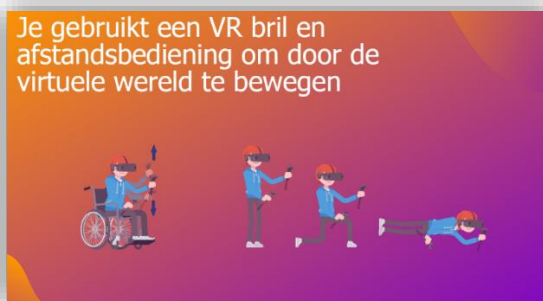 Je gebruikt een VR bril en
afstandsbediening om door de
virtuele wereld te bewegen